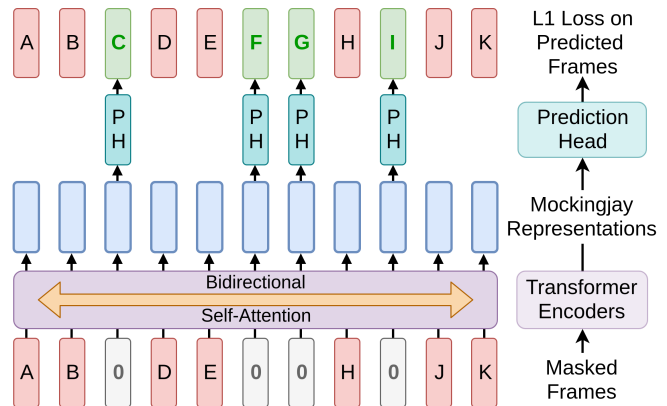 A B C D E F G H I J K
L1 Loss on
Predicted
Frames
P P P P
H H H H
Prediction
Head
Mockingjay
Representations
Bidirectional
Self-Attention
Transformer
Encoders
A B 0 D E 0 0 H 0 J K
Masked
Frames